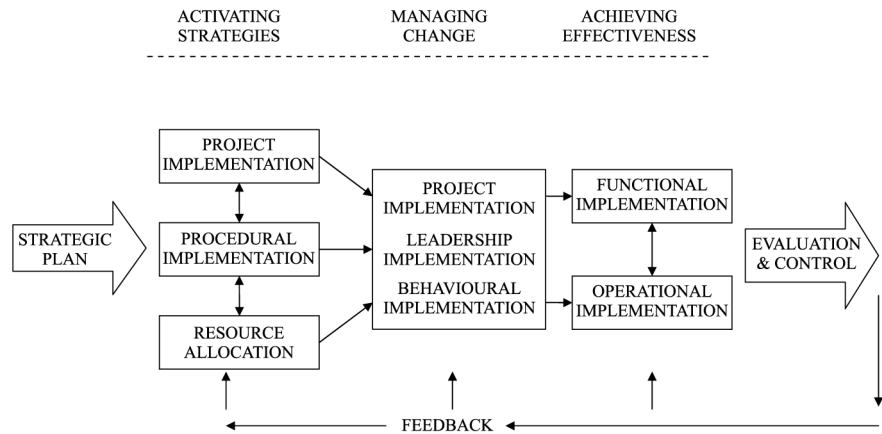 ACTIVATING
STRATEGIES
MANAGING
CHANGE
ACHIEVING
EFFECTIVENESS
STRATEGIC
PLAN
PROJECT
IMPLEMENTATION
PROCEDURAL
IMPLEMENTATION
RESOURCE
ALLOCATION
PROJECT
IMPLEMENTATION
LEADERSHIP
IMPLEMENTATION
BEHAVIOURAL
IMPLEMENTATION
FUNCTIONAL
IMPLEMENTATION
OPERATIONAL
IMPLEMENTATION
EVALUATION
& CONTROL
FEEDBACK